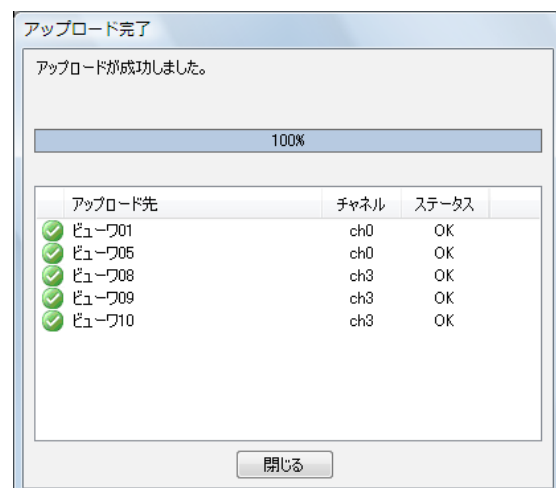 アップロード完了
アップロードが成功しました。
100%
アップロード先 チャネル ステータス
ビューワ01 ch0 OK
ビューワ05 ch0 OK
ビューワ08 ch3 OK
ビューワ09 ch3 OK
ビューワ10 ch3 OK
閉じる